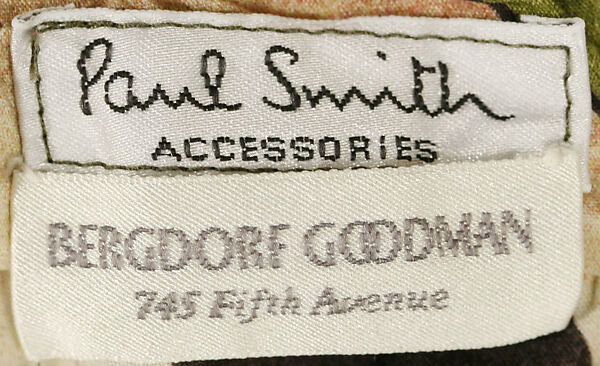 Paul Smith
ACCESSORIES
BERGDORF GOODMAN
745 Fifth Avenue